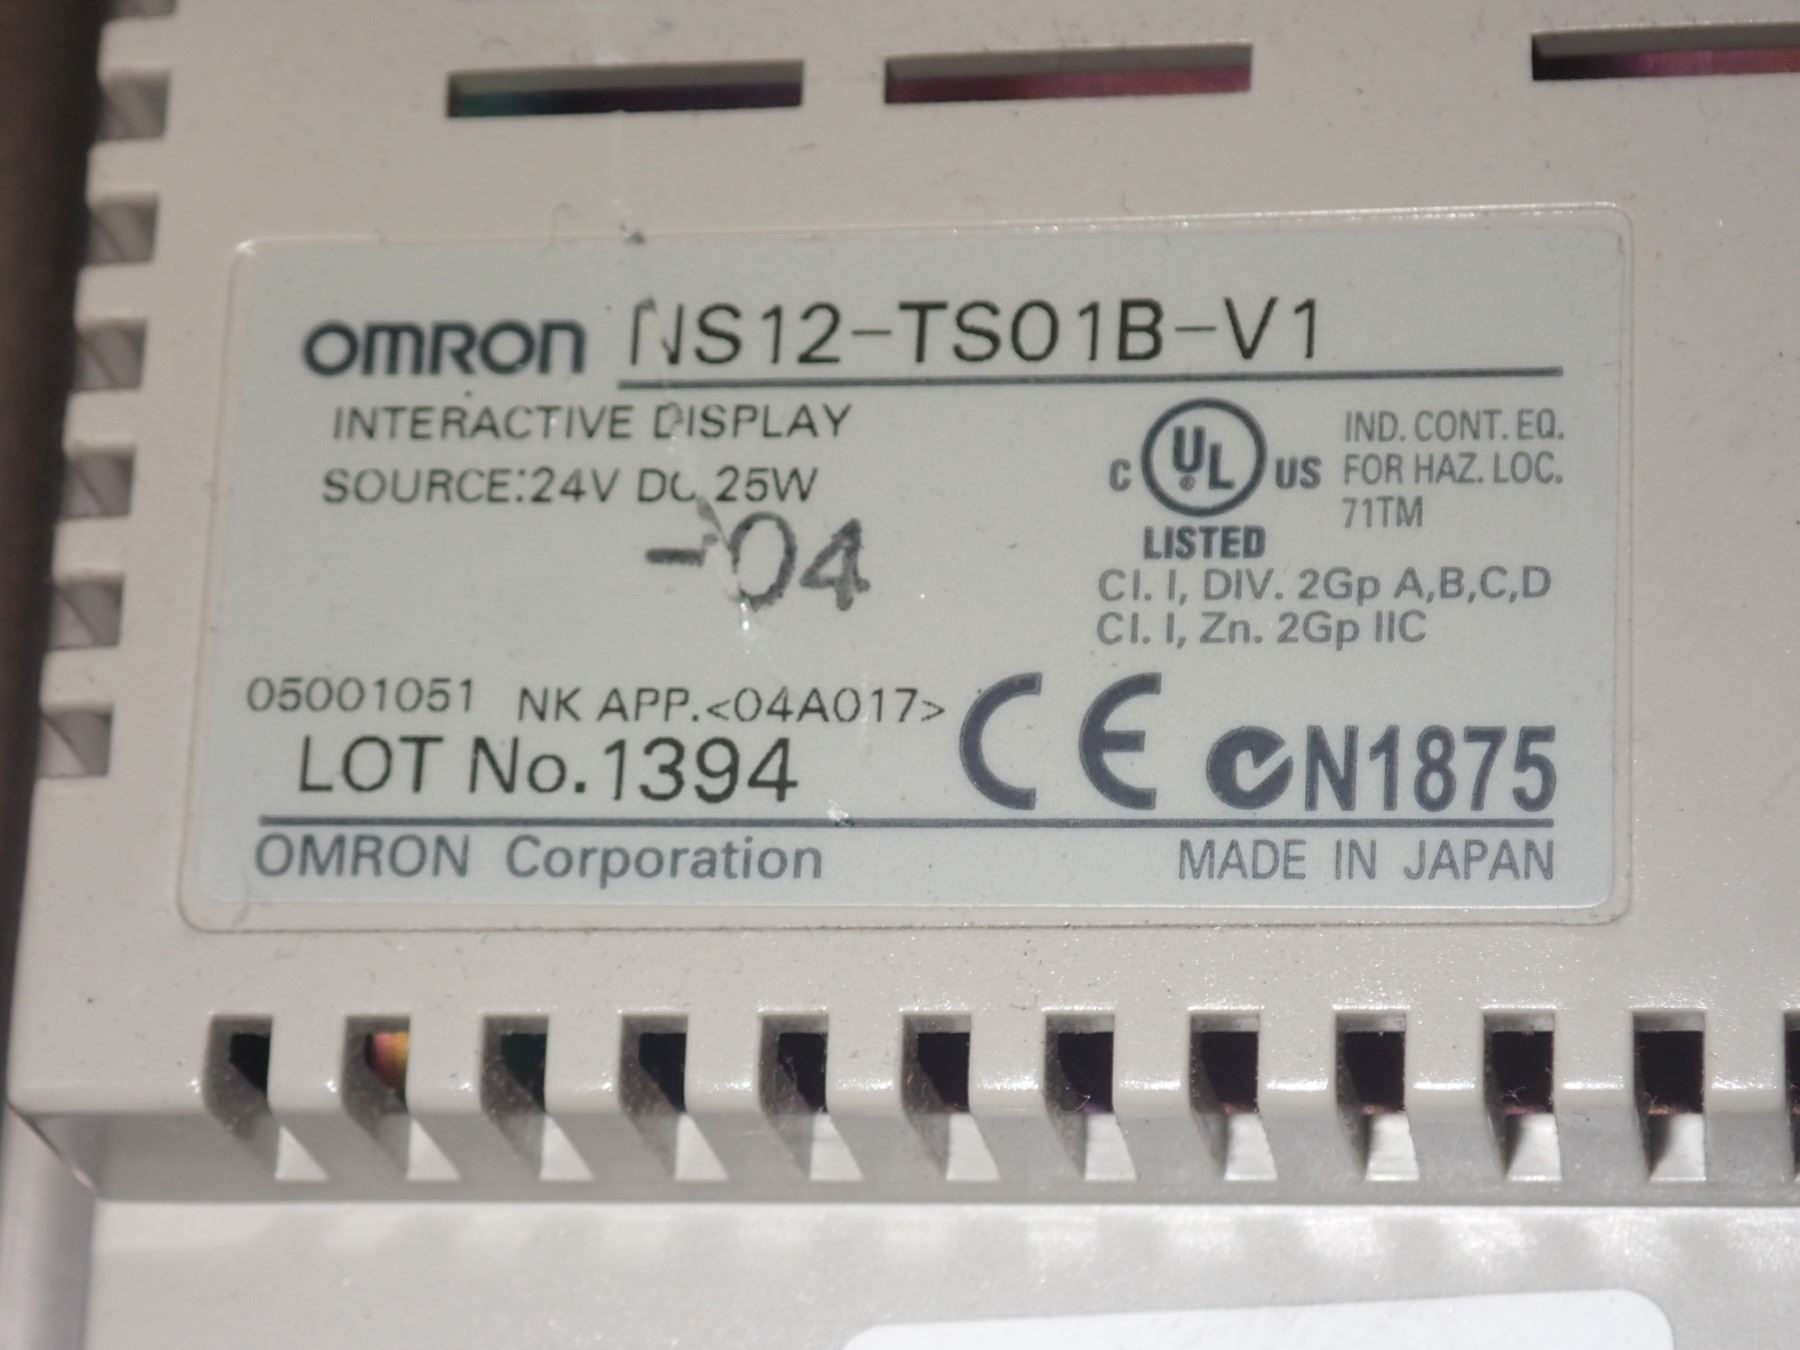 OMRON NS12-TS01B-V1
INTERACTIVE DISPLAY
SOURCE:24V DC 25W
-04
C UL ® US
LISTED
IND. CONT. EQ.
FOR HAZ. LOC.
71TM
Cl. I, DIV. 2Gp A,B,C,D
Cl. I, Zn. 2Gp IIC
05001051 NK APP.<04A017>
LOT No.1394
CE N1875
OMRON Corporation MADE IN JAPAN